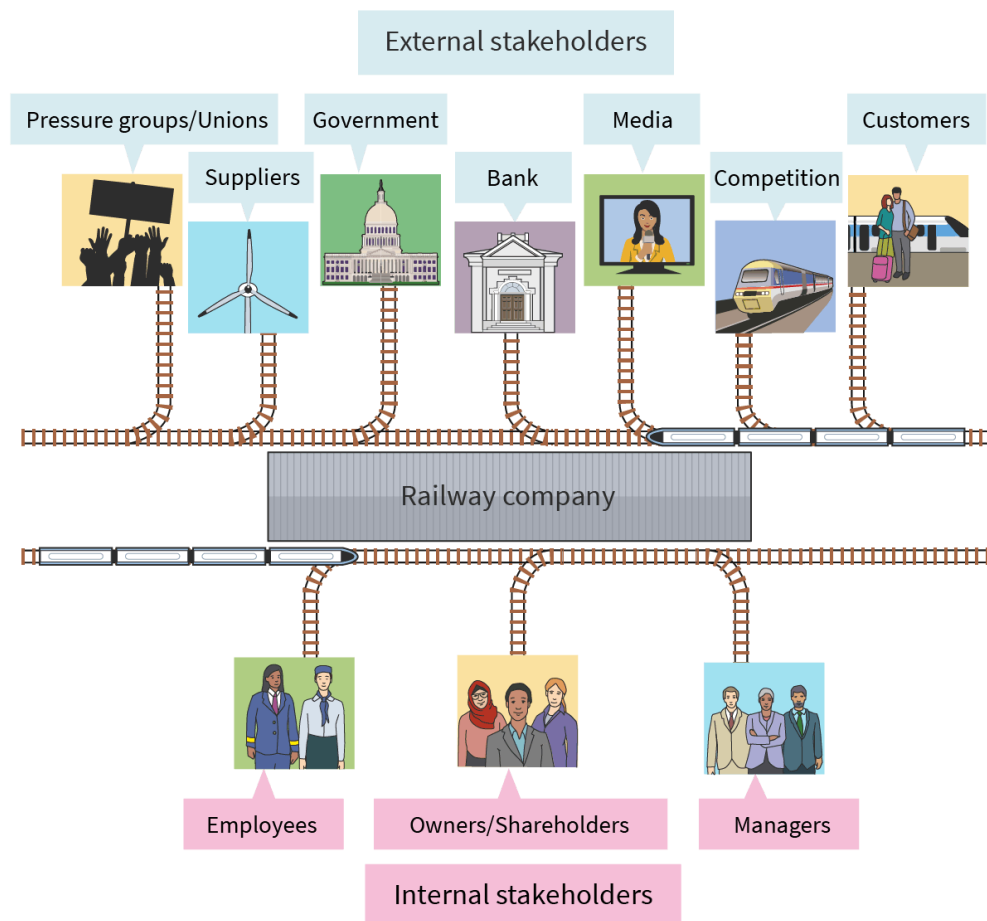 External stakeholders
Pressure groups/Unions
Government
Media
Customers
Suppliers
Bank
Competition
Railway company
Employees
Owners/Shareholders
Managers
Internal stakeholders